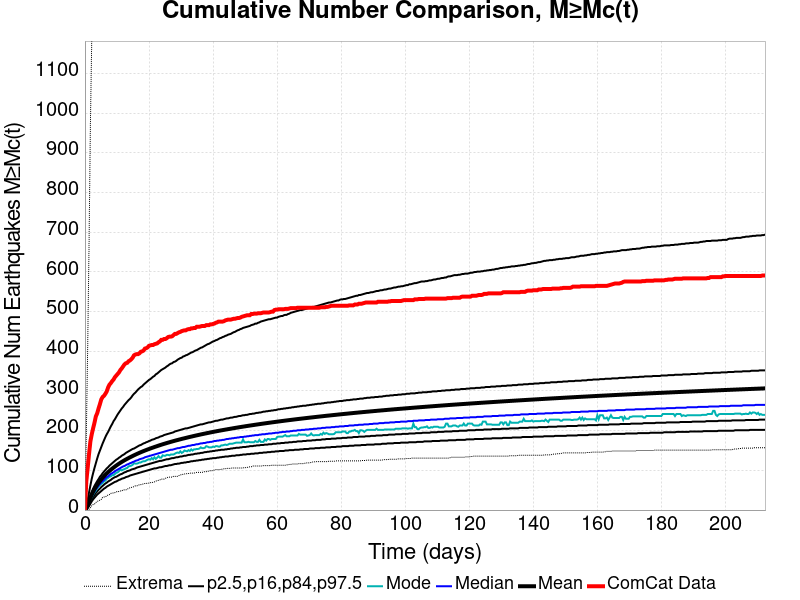 Cumulative Number Comparison, M≥Mc(t)
Cumulative Num Earthquakes M≥Mc(t)
1100
1000
900
800
700
600
500
400
300
200
100
0
0 20 40 60 80 100 120 140 160 180 200
Time (days)
Extrema p2.5,p16,p84,p97.5 Mode Median Mean ComCat Data